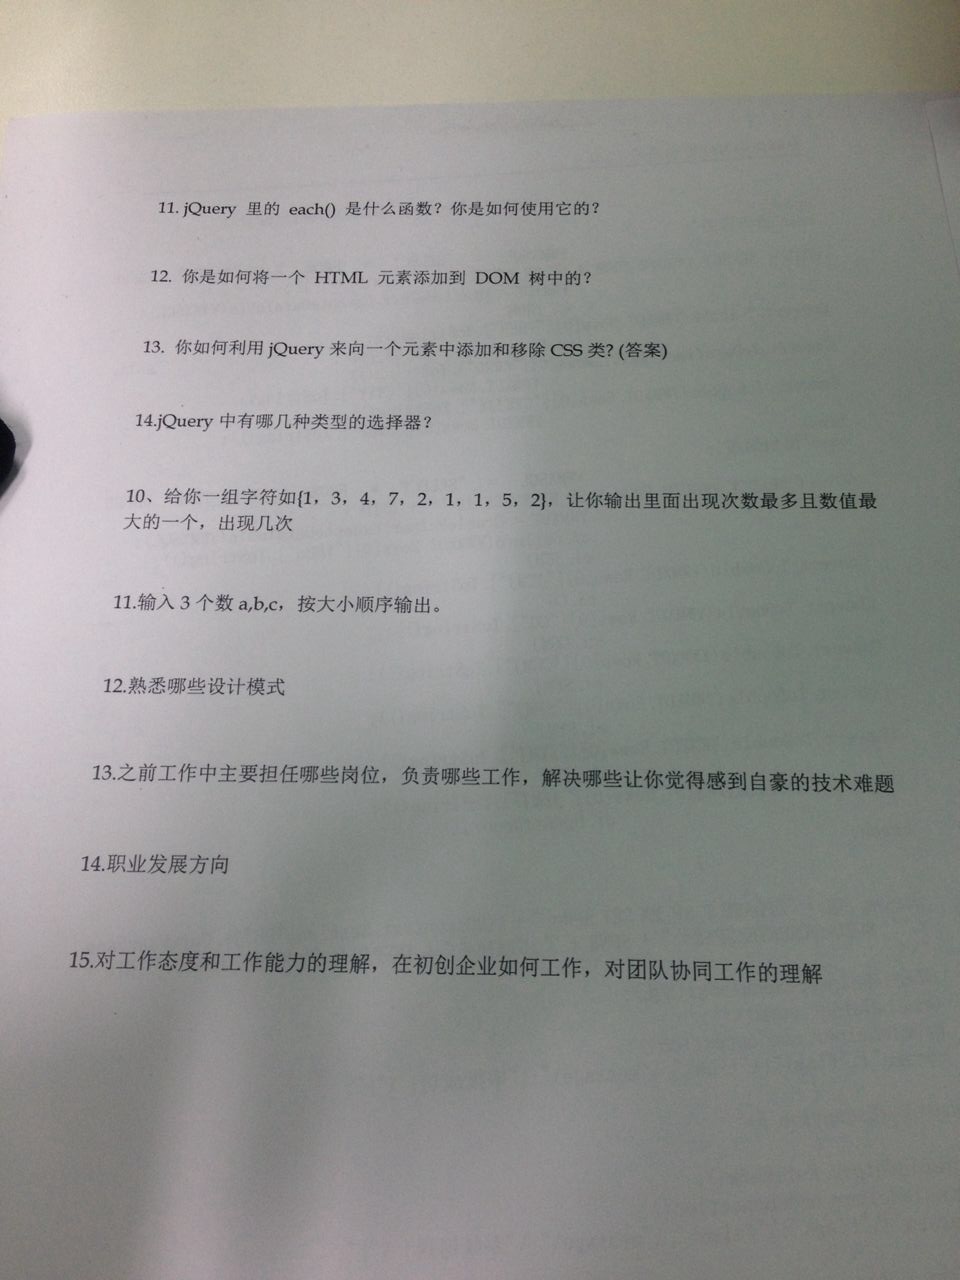 11. jQuery 里的 each() 是什么函数？你是如何使用它的？
12. 你是如何将一个 HTML 元素添加到 DOM 树中的？
13. 你如何利用 jQuery 来向一个元素中添加和移除 CSS 类? (答案)
14.jQuery 中有哪几种类型的选择器？
10、给你一组字符如{1，3，4，7，2，1，1，5，2}，让你输出里面出现次数最多且数值最
大的一个，出现几次
11.输入 3 个数 a,b,c，按大小顺序输出。
12.熟悉哪些设计模式
13.之前工作中主要担任哪些岗位，负责哪些工作，解决哪些让你觉得感到自豪的技术难题
14.职业发展方向
15.对工作态度和工作能力的理解，在初创企业如何工作，对团队协同工作的理解